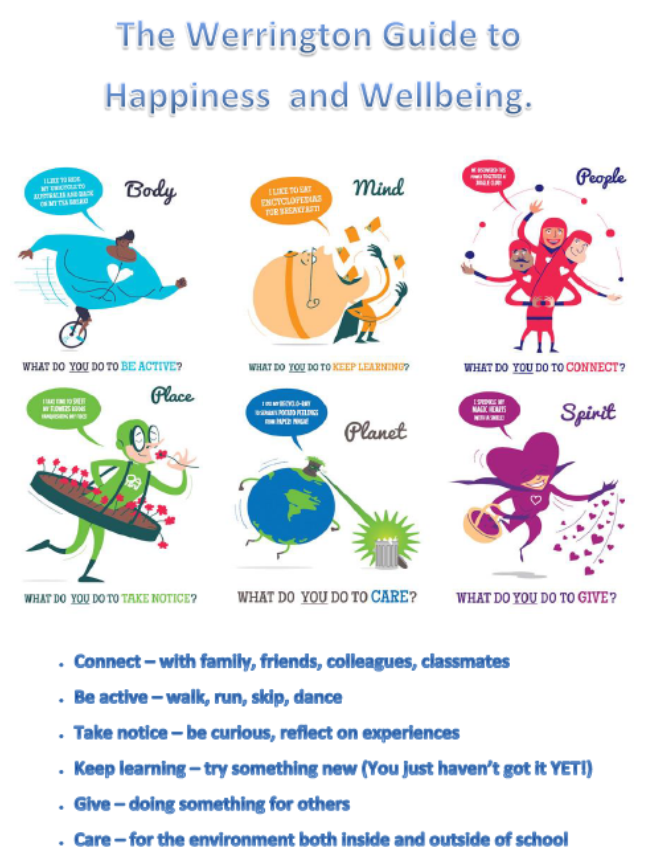 The Werrington Guide to
Happiness and Wellbeing.
I LIKE TO RIDE
MY UNICYCLE TO
AUSTRALIA AND BACK
ON MY TEA BREAK!
Body
WHAT DO YOU DO TO BE ACTIVE?
I LIKE TO EAT
ENCYCLOPEDIAS
FOR BREAKFAST!
Mind
WHAT DO YOU DO TO KEEP LEARNING?
People
WHAT DO YOU DO TO CONNECT?
I TAKE TIME TO
MY FLOWERS
MY
Place
WHAT DO YOU DO TO TAKE NOTICE?
I USE MY
TO SEPARATE POTATO PEELINGS
FROM PAPER!
Planet
WHAT DO YOU DO TO CARE?
I SPRINKLE MY
MAGIC HEARTS
WITH A SMILE!
Spirit
WHAT DO YOU DO TO GIVE?
• Connect – with family, friends, colleagues, classmates
• Be active – walk, run, skip, dance
• Take notice – be curious, reflect on experiences
• Keep learning – try something new (You just haven't got it YET!)
• Give – doing something for others
• Care – for the environment both inside and outside of school